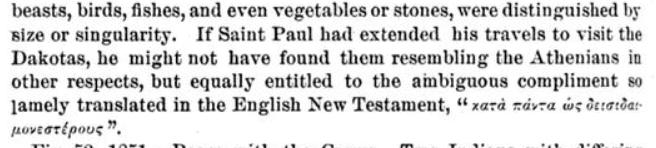 beasts, birds, fishes, and even vegetables or stones, were distinguished by
size or singularity. If Saint Paul had extended his travels to visit the
Dakotas, he might not have found them resembling the Athenians in
other respects, but equally entitled to the ambiguous compliment so
lamely translated in the English New Testament, “κατὰ πάντα ὡς δεισιδαι-
μονεστέρους”.